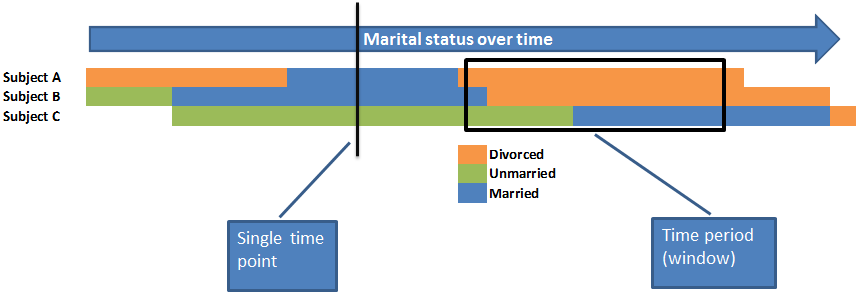 Marital status over time
Subject A
Subject B
Subject C
Divorced
Unmarried
Married
Single time
point
Time period
(window)